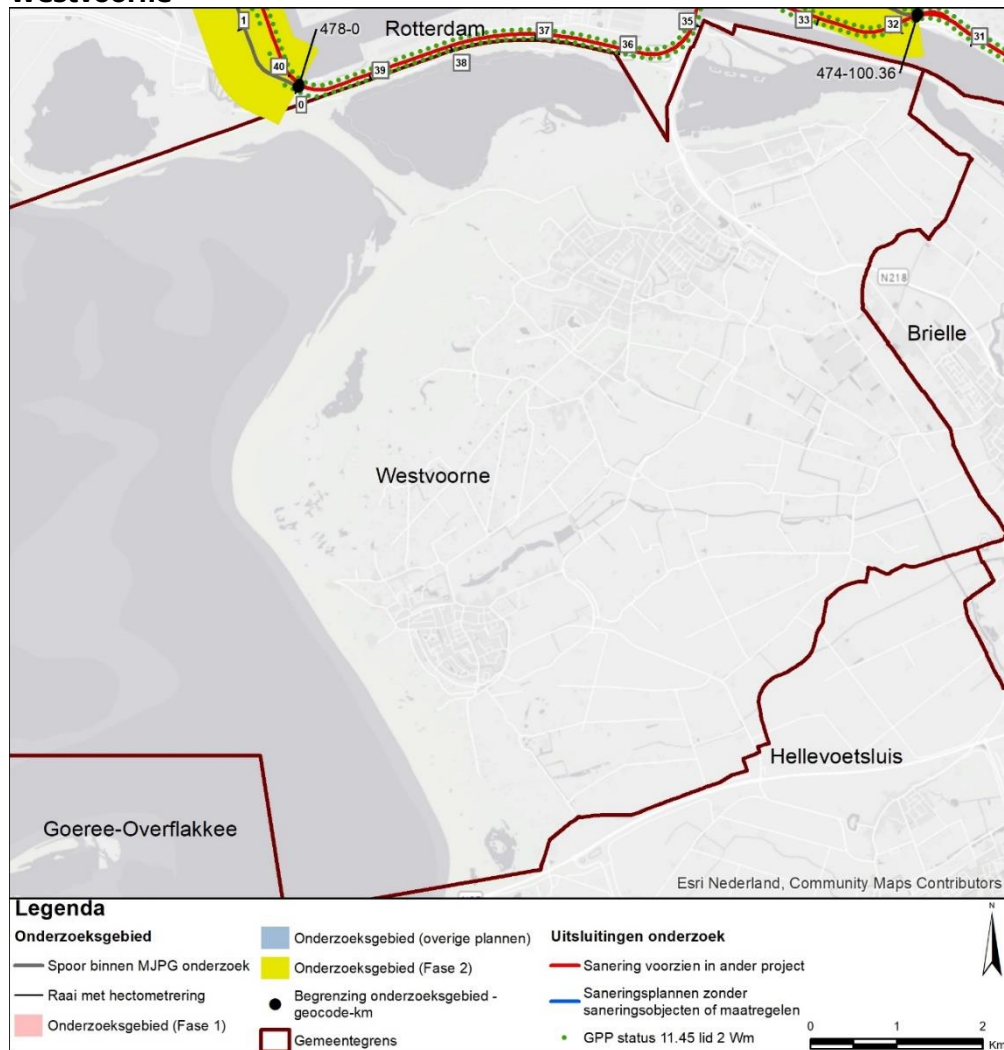 Westvoorne
1
Rotterdam
478-0
37
35
33
32
31
36
40
39
38
474-100.36
0
N218
Brielle
Westvoorne
Hellevoetsluis
Goeree-Overflakkee
Esri Nederland, Community Maps Contributors
Legenda
Onderzoeksgebied
Spoor binnen MJPG onderzoek
Raai met hectometrering
Onderzoeksgebied (Fase 1)
Onderzoeksgebied (overige plannen)
Onderzoeksgebied (Fase 2)
Begrenzing onderzoeksgebied -
geocode-km
Gemeentegrens
Uitsluitingen onderzoek
Sanering voorzien in ander project
Saneringsplannen zonder
saneringsobjecten of maatregelen
GPP status 11.45 lid 2 Wm
N
0 1 2
Km